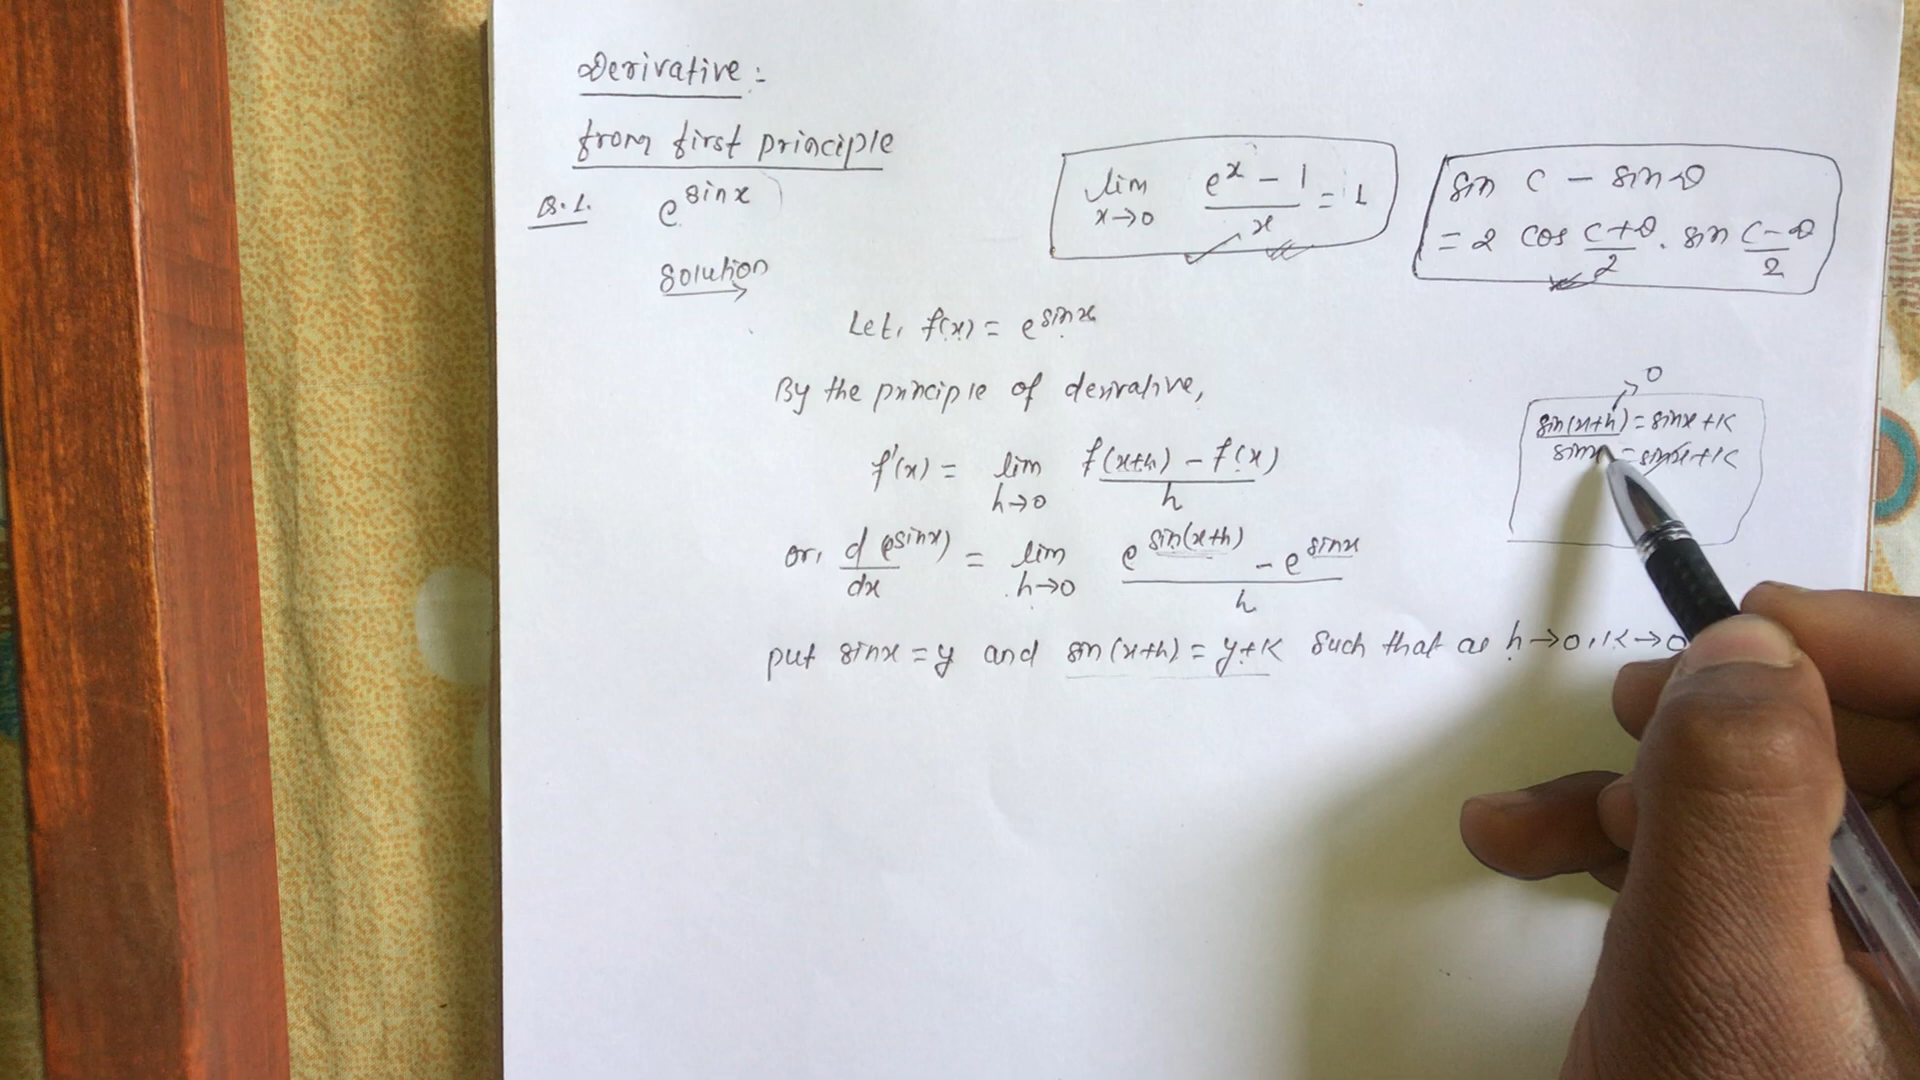 Derivative :-
from first principle
Q.1. e^sinx
Solution
lim x→0 (e^x - 1)/x = 1
sin C - sin D
= 2 cos (C+D)/2 . sin (C-D)/2
Let, f(x) = e^sinx
By the principle of derivative,
f'(x) = lim h→0 (f(x+h) - f(x))/h
or, d(e^sinx)/dx = lim h→0 (e^sin(x+h) - e^sinx)/h
put sinx = y and sin(x+h) = y+K such that as h→0, K→0
0
sin(x+h) = sinx + K
sinx = sinx + K